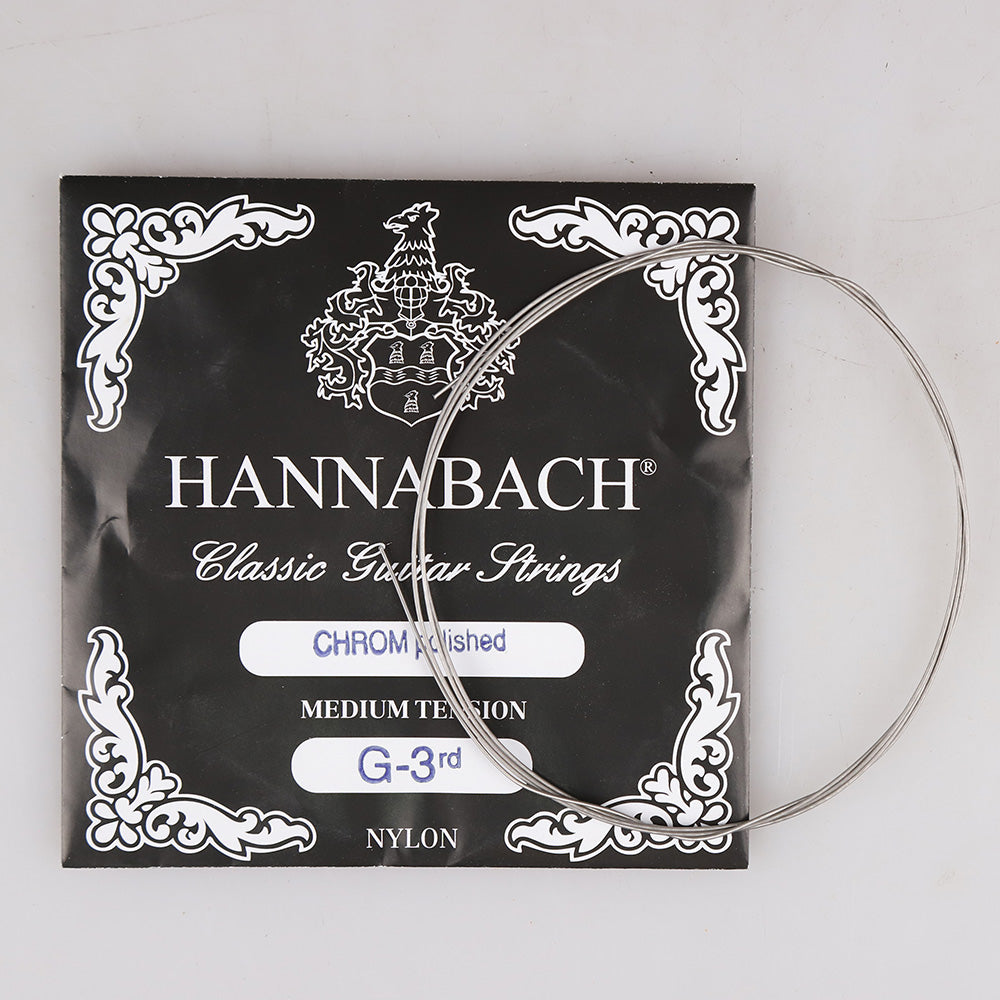 HANNABACH®
Classic Guitar Strings
CHROM polished
MEDIUM TENSION
G-3rd
NYLON